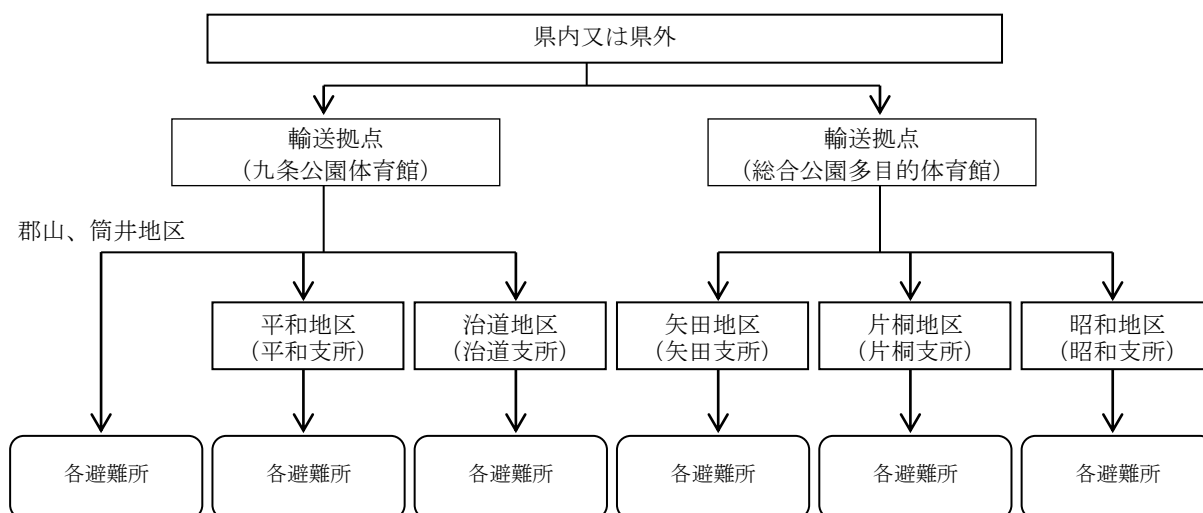 県内又は県外
輸送拠点
（九条公園体育館）
輸送拠点
（総合公園多目的体育館）
郡山、筒井地区
平和地区
（平和支所）
治道地区
（治道支所）
矢田地区
（矢田支所）
片桐地区
（片桐支所）
昭和地区
（昭和支所）
各避難所
各避難所
各避難所
各避難所
各避難所
各避難所